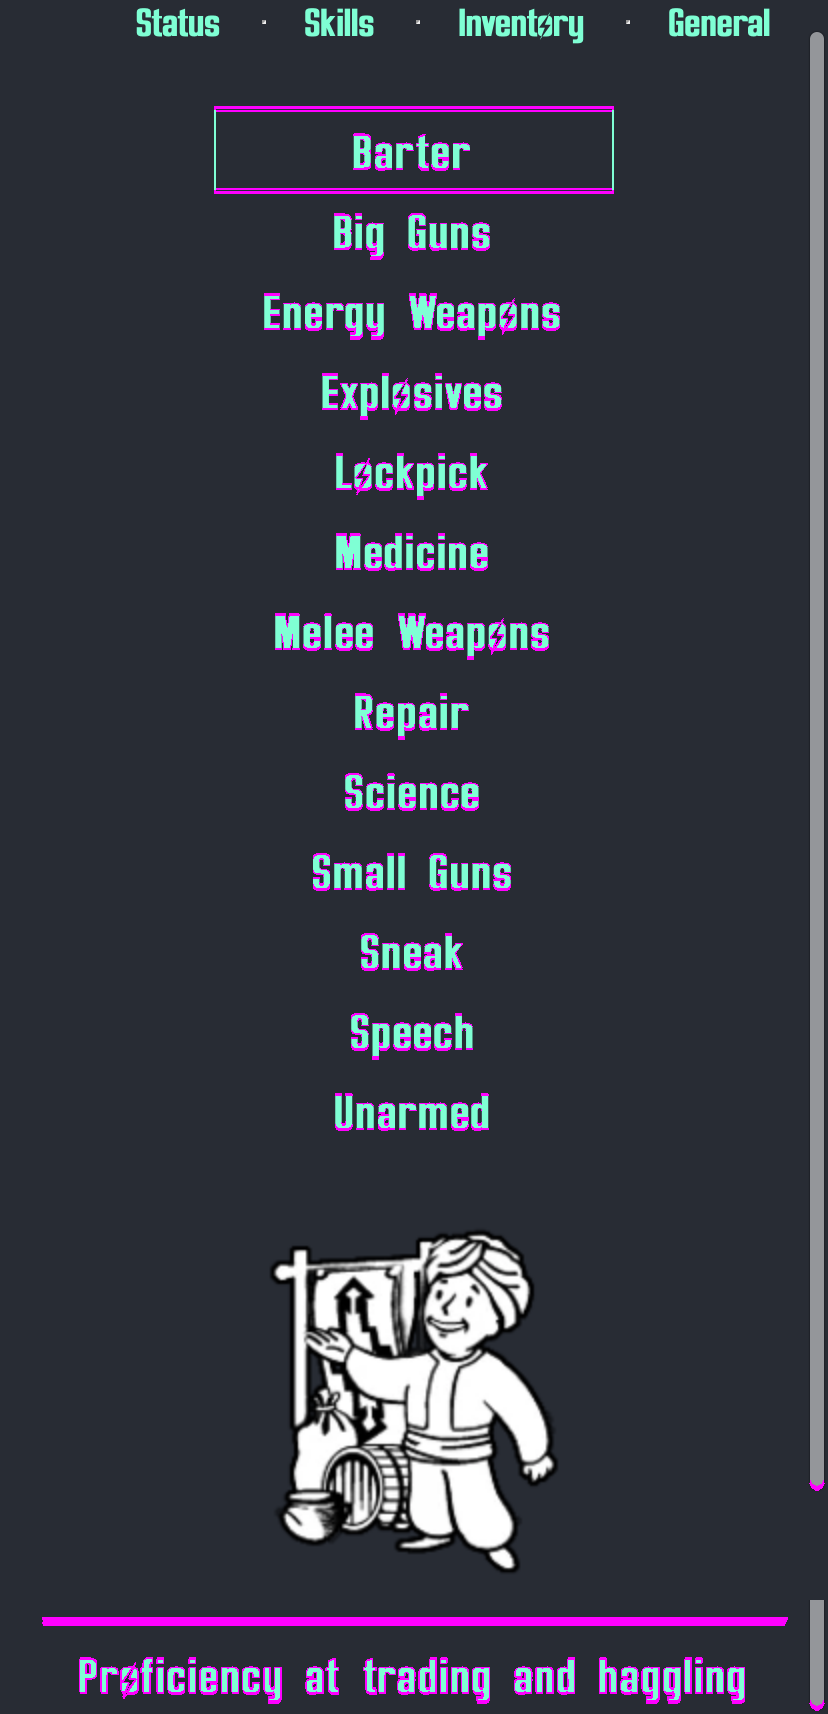 Status · Skills · Inventory · General
Barter
Big Guns
Energy Weapons
Explosives
Lockpick
Medicine
Melee Weapons
Repair
Science
Small Guns
Sneak
Speech
Unarmed
Proficiency at trading and haggling